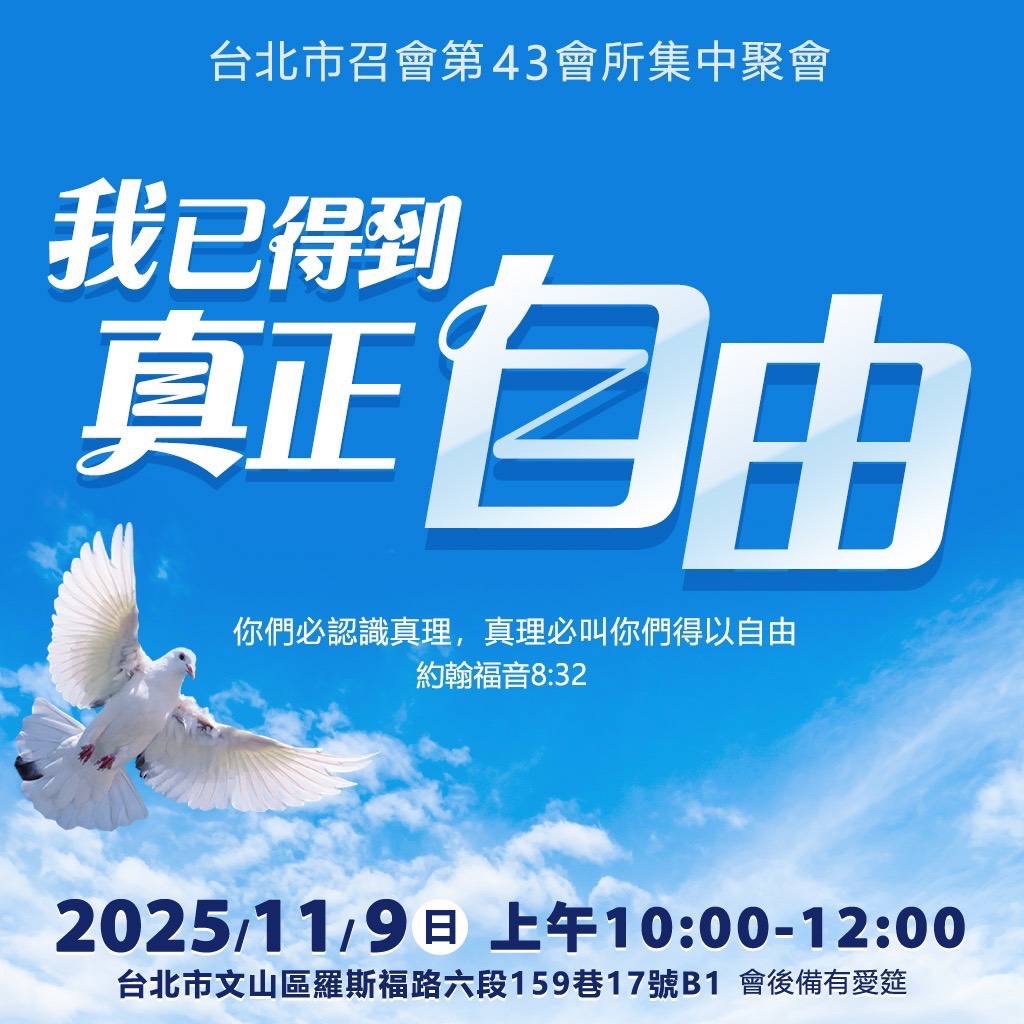 台北市召會第43會所集中聚會
我已得到
真正自由
你們必認識真理，真理必叫你們得以自由
約翰福音8:32
2025/11/9 日 上午10:00-12:00
台北市文山區羅斯福路六段159巷17號B1 會後備有愛筵